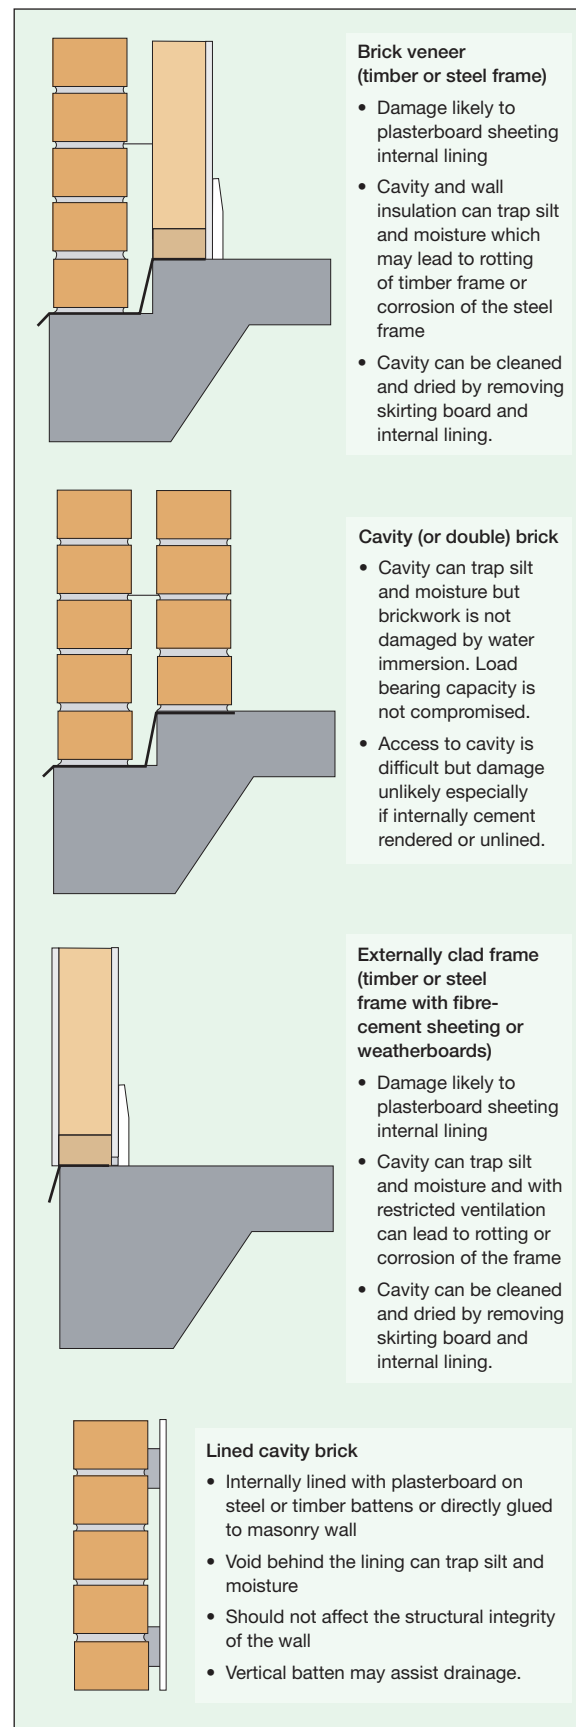 Brick veneer
(timber or steel frame)
• Damage likely to
plasterboard sheeting
internal lining
• Cavity and wall
insulation can trap silt
and moisture which
may lead to rotting
of timber frame or
corrosion of the steel
frame
• Cavity can be cleaned
and dried by removing
skirting board and
internal lining.
Cavity (or double) brick
• Cavity can trap silt
and moisture but
brickwork is not
damaged by water
immersion. Load
bearing capacity is
not compromised.
• Access to cavity is
difficult but damage
unlikely especially
if internally cement
rendered or unlined.
Externally clad frame
(timber or steel
frame with fibre-
cement sheeting or
weatherboards)
• Damage likely to
plasterboard sheeting
internal lining
• Cavity can trap silt
and moisture and with
restricted ventilation
can lead to rotting or
corrosion of the frame
• Cavity can be cleaned
and dried by removing
skirting board and
internal lining.
Lined cavity brick
• Internally lined with plasterboard on
steel or timber battens or directly glued
to masonry wall
• Void behind the lining can trap silt and
moisture
• Should not affect the structural integrity
of the wall
• Vertical batten may assist drainage.